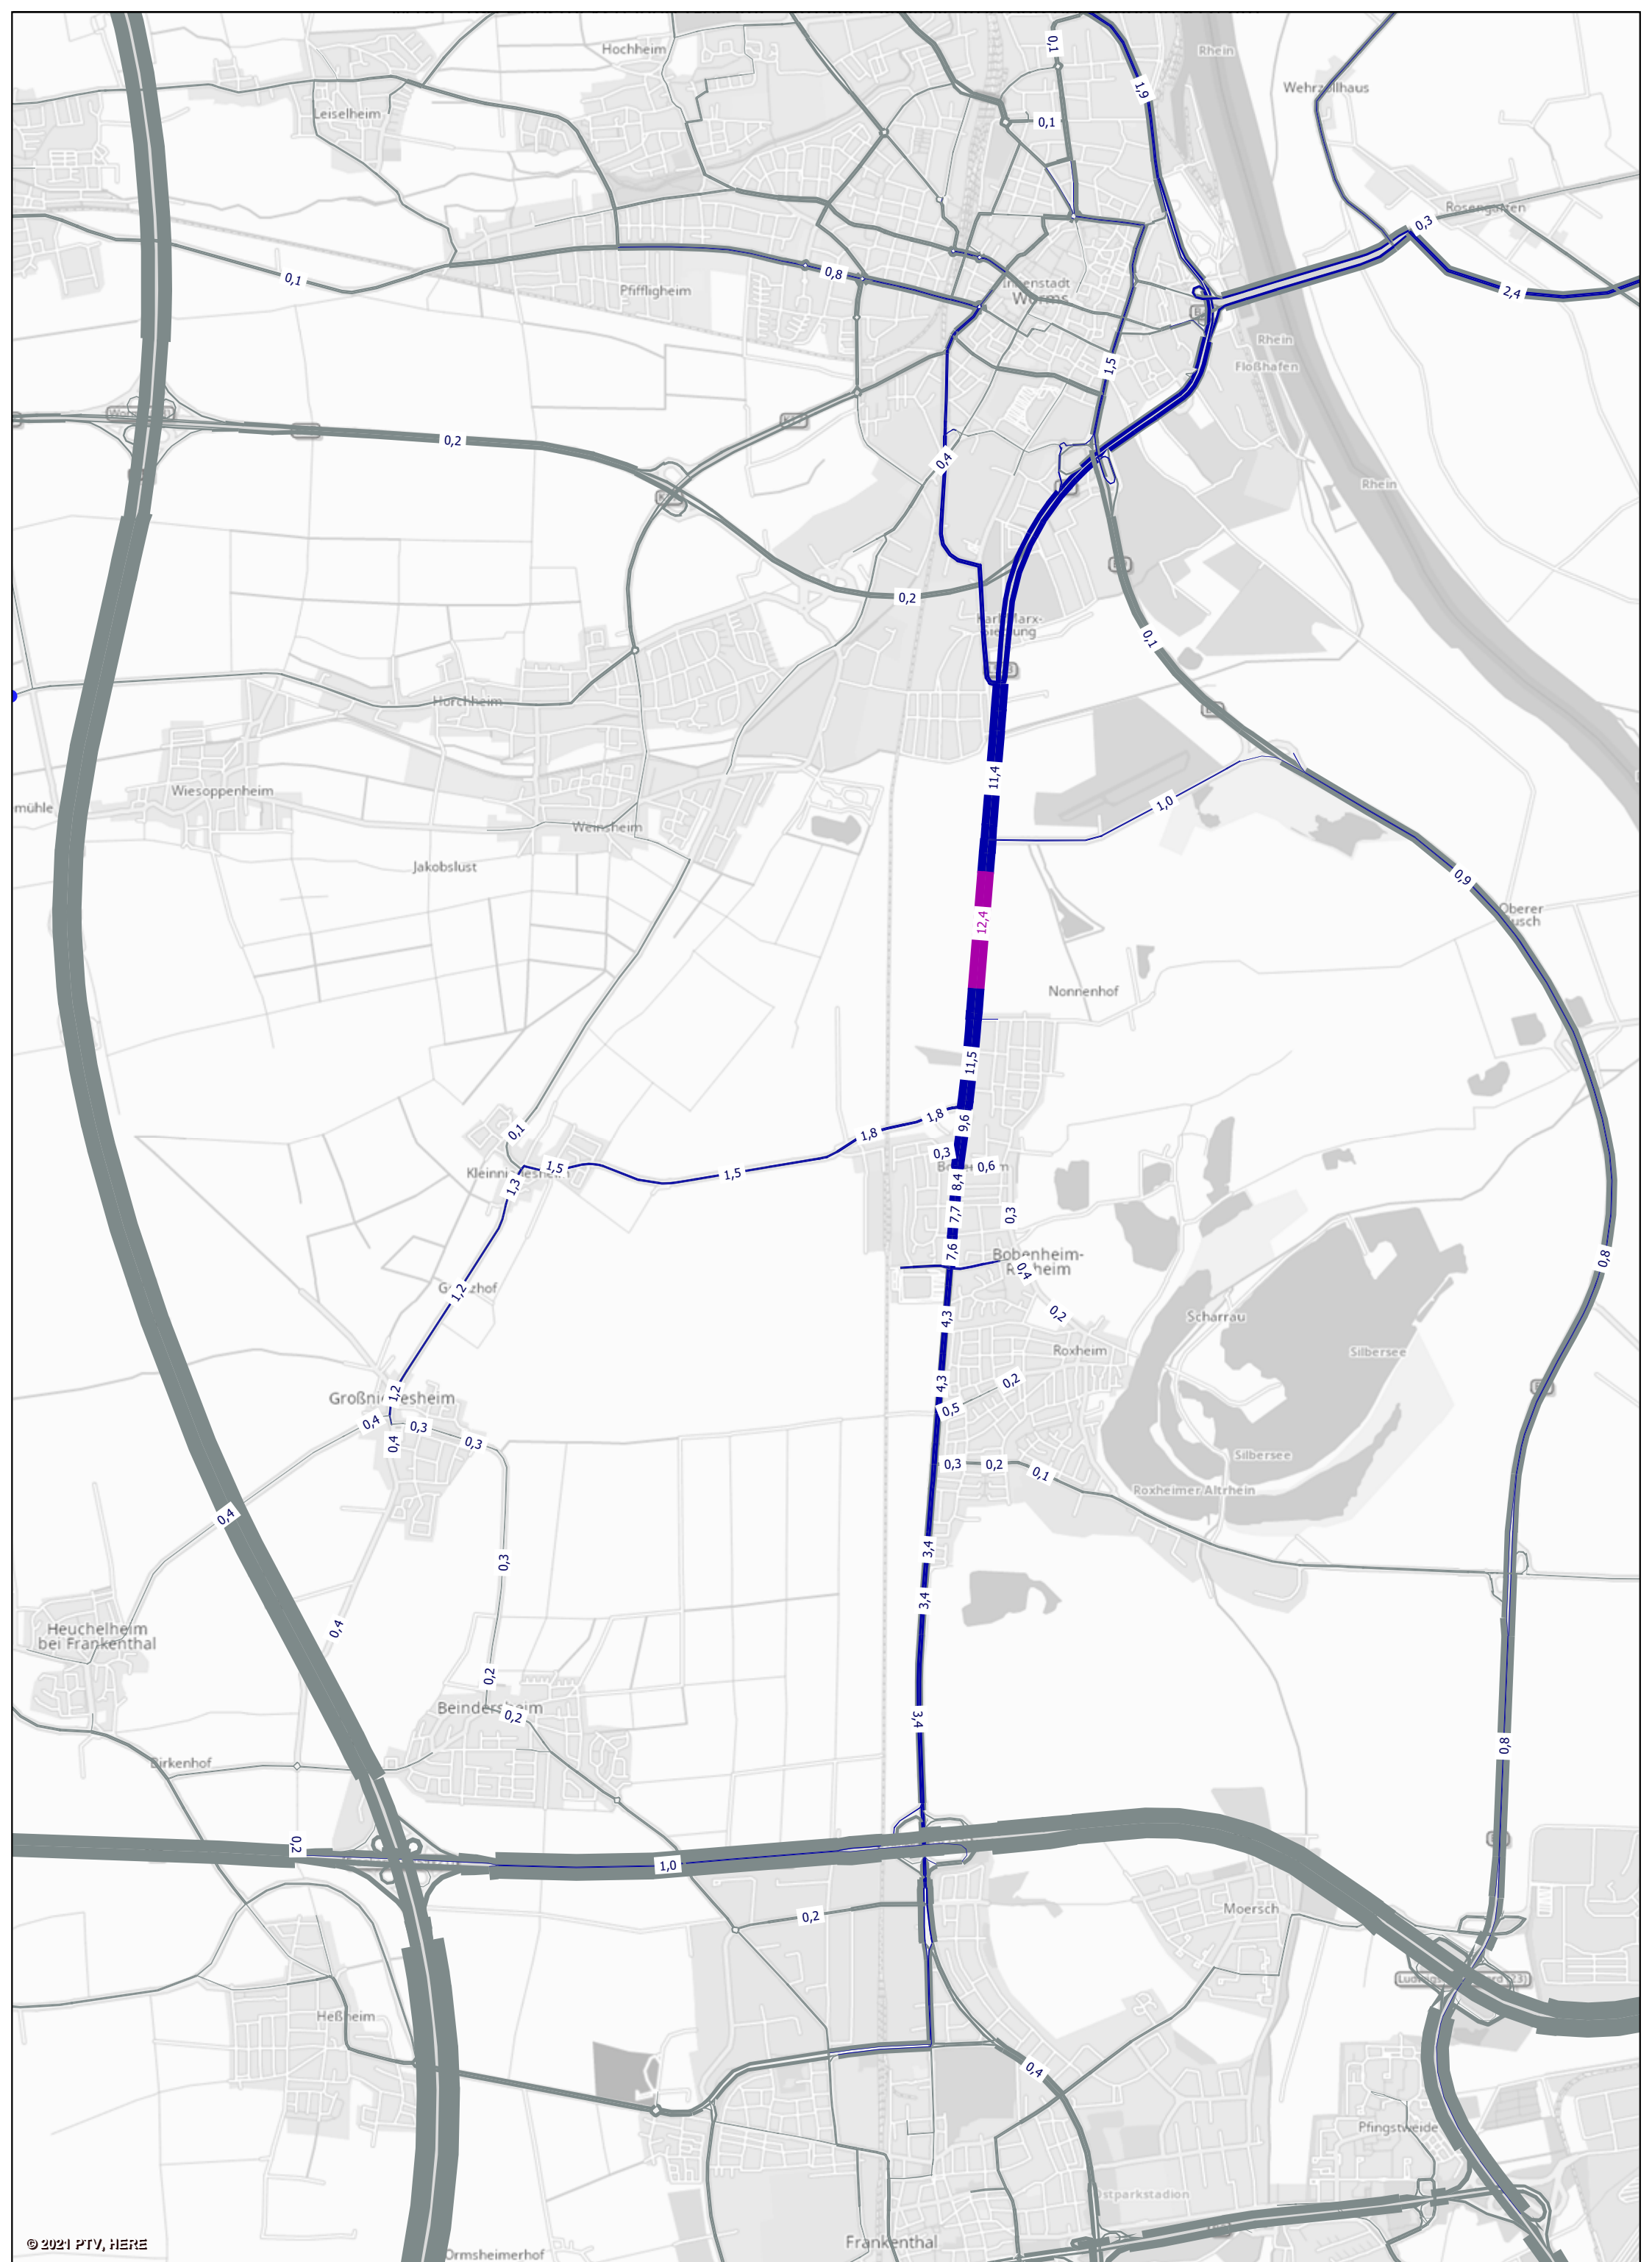 Hochheim
0,1
Rhein
1,9
Wehrzollhaus
Leiselheim
0,1
Rosengarten
0,3
0,1
0,8
Pfiffligheim
Innenstadt
Worms
2,4
Rhein
Floßhafen
1,5
0,2
0,4
Rhein
0,2
Karl-Marx-
Siedlung
0,1
Horchheim
11,4
Wiesoppenheim
1,0
mühle
Weinsheim
Jakobslust
0,9
12,4
Oberer
Busch
Nonnenhof
11,5
1,8
9,6
1,8
0,1
0,3
1,5
0,6
Kleinniedesheim
1,5
8,4
1,3
7,7
0,3
7,6
Bobenheim-
Roxheim
0,8
0,4
1,2
0,2
4,3
Scharrau
Roxheim
Silbersee
4,3
0,2
1,2
Großniedesheim
0,5
0,4
0,3
0,4
0,3
Silbersee
0,3
0,2
0,1
Roxheimer Altrhein
0,4
3,4
0,3
3,4
Heuchelheim
bei Frankenthal
0,4
0,2
Beindersheim
0,2
3,4
0,8
Birkenhof
0,2
1,0
0,2
Moersch
Heßheim
0,4
Pfingstweide
Ostparkstadion
Frankenthal
Ormsheimerhof
© 2021 PTV, HERE